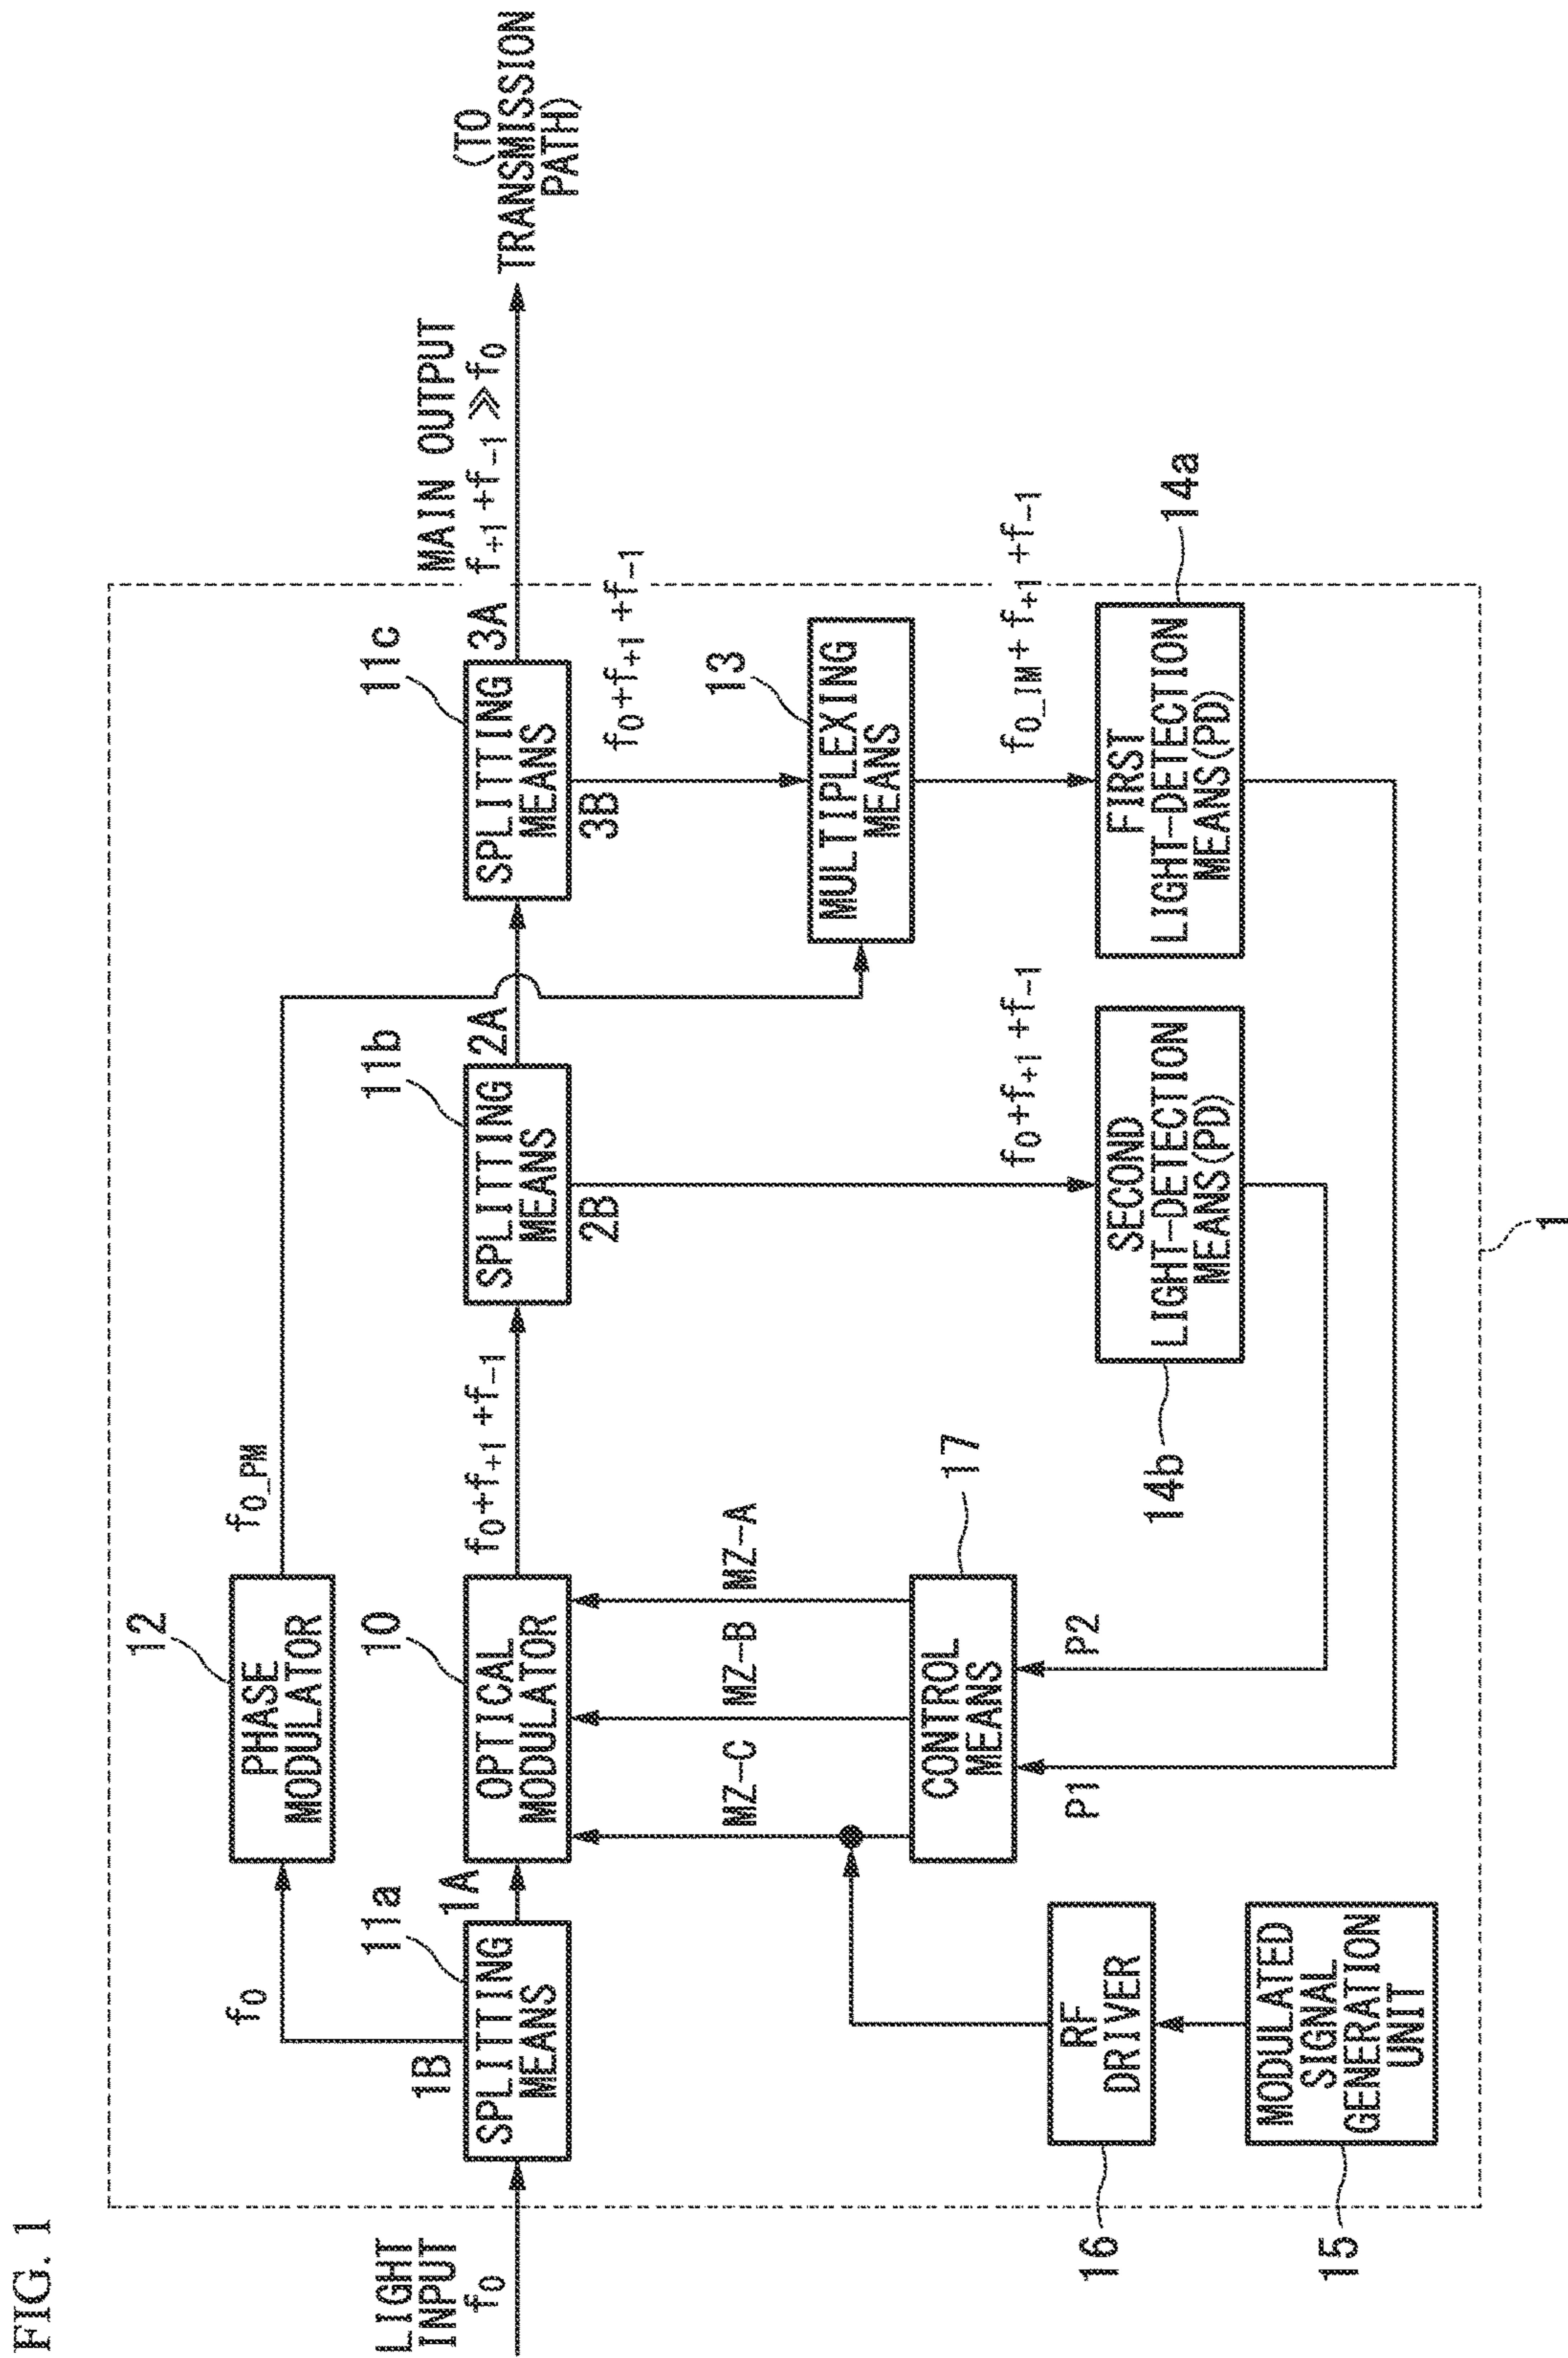 FIG. 1
LIGHT
INPUT
f0
1B
SPLITTING
MEANS
11a
1A
f0
12
PHASE
MODULATOR
f0_PM
10
OPTICAL
MODULATOR
f0+f+1+f-1
11b
SPLITTING
MEANS
2A
2B
11c
SPLITTING
MEANS
3A
3B
MAIN OUTPUT
f+1+f-1≫f0
(TO
TRANSMISSION
PATH)
f0+f+1+f-1
13
MULTIPLEXING
MEANS
MZ-C
MZ-B
MZ-A
17
CONTROL
MEANS
P1
P2
f0+f+1+f-1
SECOND
LIGHT-DETECTION
MEANS(PD)
14b
f0_IM+f+1+f-1
FIRST
LIGHT-DETECTION
MEANS(PD)
14a
RF
DRIVER
16
MODULATED
SIGNAL
GENERATION
UNIT
15
1